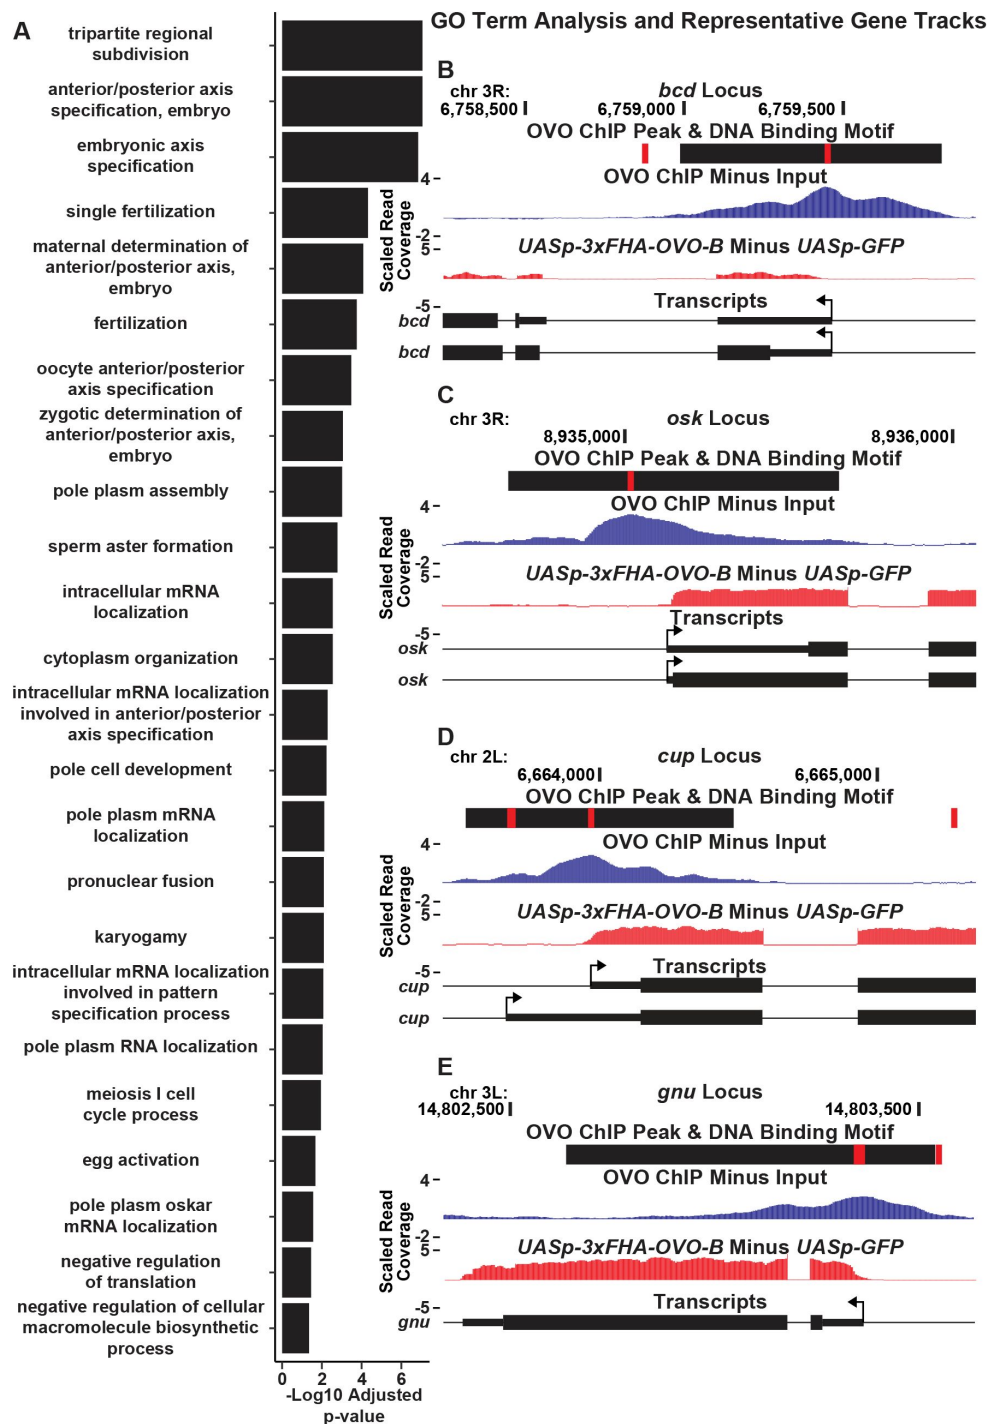 GO Term Analysis and Representative Gene Tracks
A
tripartite regional
subdivision
anterior/posterior axis
specification, embryo
embryonic axis
specification
single fertilization
maternal determination of
anterior/posterior axis,
embryo
fertilization
oocyte anterior/posterior
axis specification
zygotic determination of
anterior/posterior axis,
embryo
pole plasm assembly
sperm aster formation
intracellular mRNA
localization
cytoplasm organization
intracellular mRNA localization
involved in anterior/posterior
axis specification
pole cell development
pole plasm mRNA
localization
pronuclear fusion
karyogamy
intracellular mRNA localization
involved in pattern
specification process
pole plasm RNA localization
meiosis I cell
cycle process
egg activation
pole plasm oskar
mRNA localization
negative regulation
of translation
negative regulation of cellular
macromolecule biosynthetic
process
0 2 4 6
-Log10 Adjusted
p-value
B
bcd Locus
chr 3R:
6,758,500 6,759,000 6,759,500
OVO ChIP Peak & DNA Binding Motif
OVO ChIP Minus Input
4
-2
Scaled Read
Coverage
UASp-3xFHA-OVO-B Minus UASp-GFP
5
-5
Transcripts
bcd
bcd
C
osk Locus
chr 3R:
8,935,000 8,936,000
OVO ChIP Peak & DNA Binding Motif
OVO ChIP Minus Input
4
-2
Scaled Read
Coverage
UASp-3xFHA-OVO-B Minus UASp-GFP
5
-5
Transcripts
osk
osk
D
cup Locus
chr 2L:
6,664,000 6,665,000
OVO ChIP Peak & DNA Binding Motif
OVO ChIP Minus Input
4
-2
Scaled Read
Coverage
UASp-3xFHA-OVO-B Minus UASp-GFP
5
-5
Transcripts
cup
cup
E
gnu Locus
chr 3L:
14,802,500 14,803,500
OVO ChIP Peak & DNA Binding Motif
OVO ChIP Minus Input
4
-2
Scaled Read
Coverage
UASp-3xFHA-OVO-B Minus UASp-GFP
5
-5
Transcripts
gnu